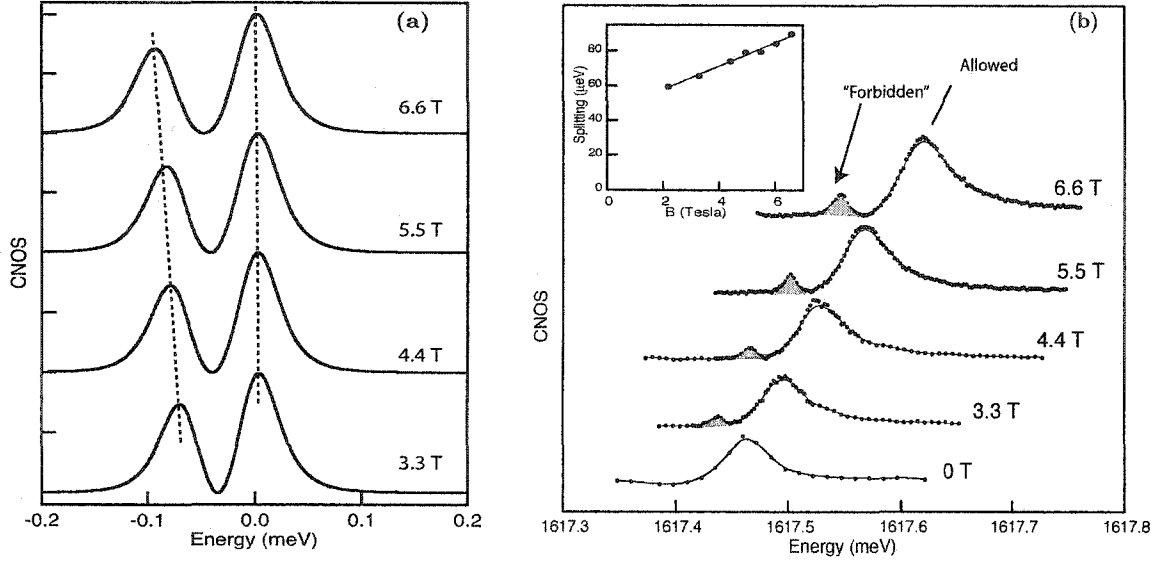 (a)
6.6 T
5.5 T
4.4 T
3.3 T
CNOS
-0.2
-0.1
0.0
0.1
0.2
Energy (meV)
(b)
80
60
40
20
0
Splitting (μeV)
0
2
4
6
B (Tesla)
"Forbidden"
Allowed
6.6 T
5.5 T
4.4 T
3.3 T
0 T
CNOS
1617.3
1617.4
1617.5
1617.6
1617.7
1617.8
Energy (meV)